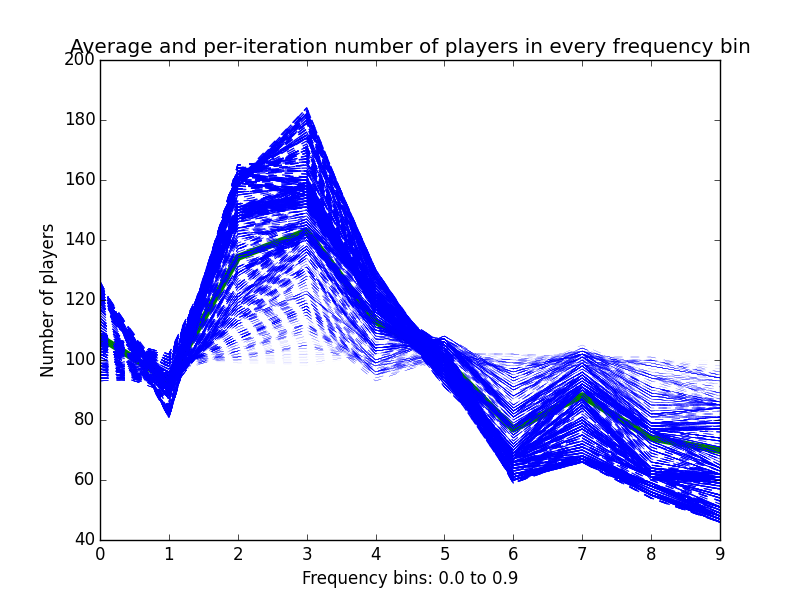 Average and per-iteration number of players in every frequency bin
200
180
160
140
120
100
80
60
40
Number of players
0 1 2 3 4 5 6 7 8 9
Frequency bins: 0.0 to 0.9